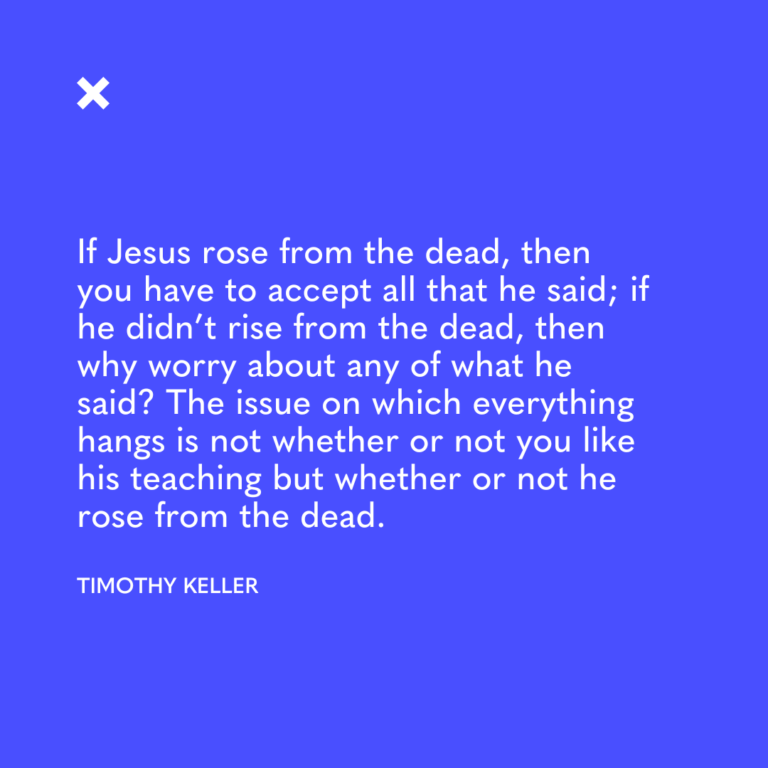 If Jesus rose from the dead, then
you have to accept all that he said; if
he didn’t rise from the dead, then
why worry about any of what he
said? The issue on which everything
hangs is not whether or not you like
his teaching but whether or not he
rose from the dead.
TIMOTHY KELLER